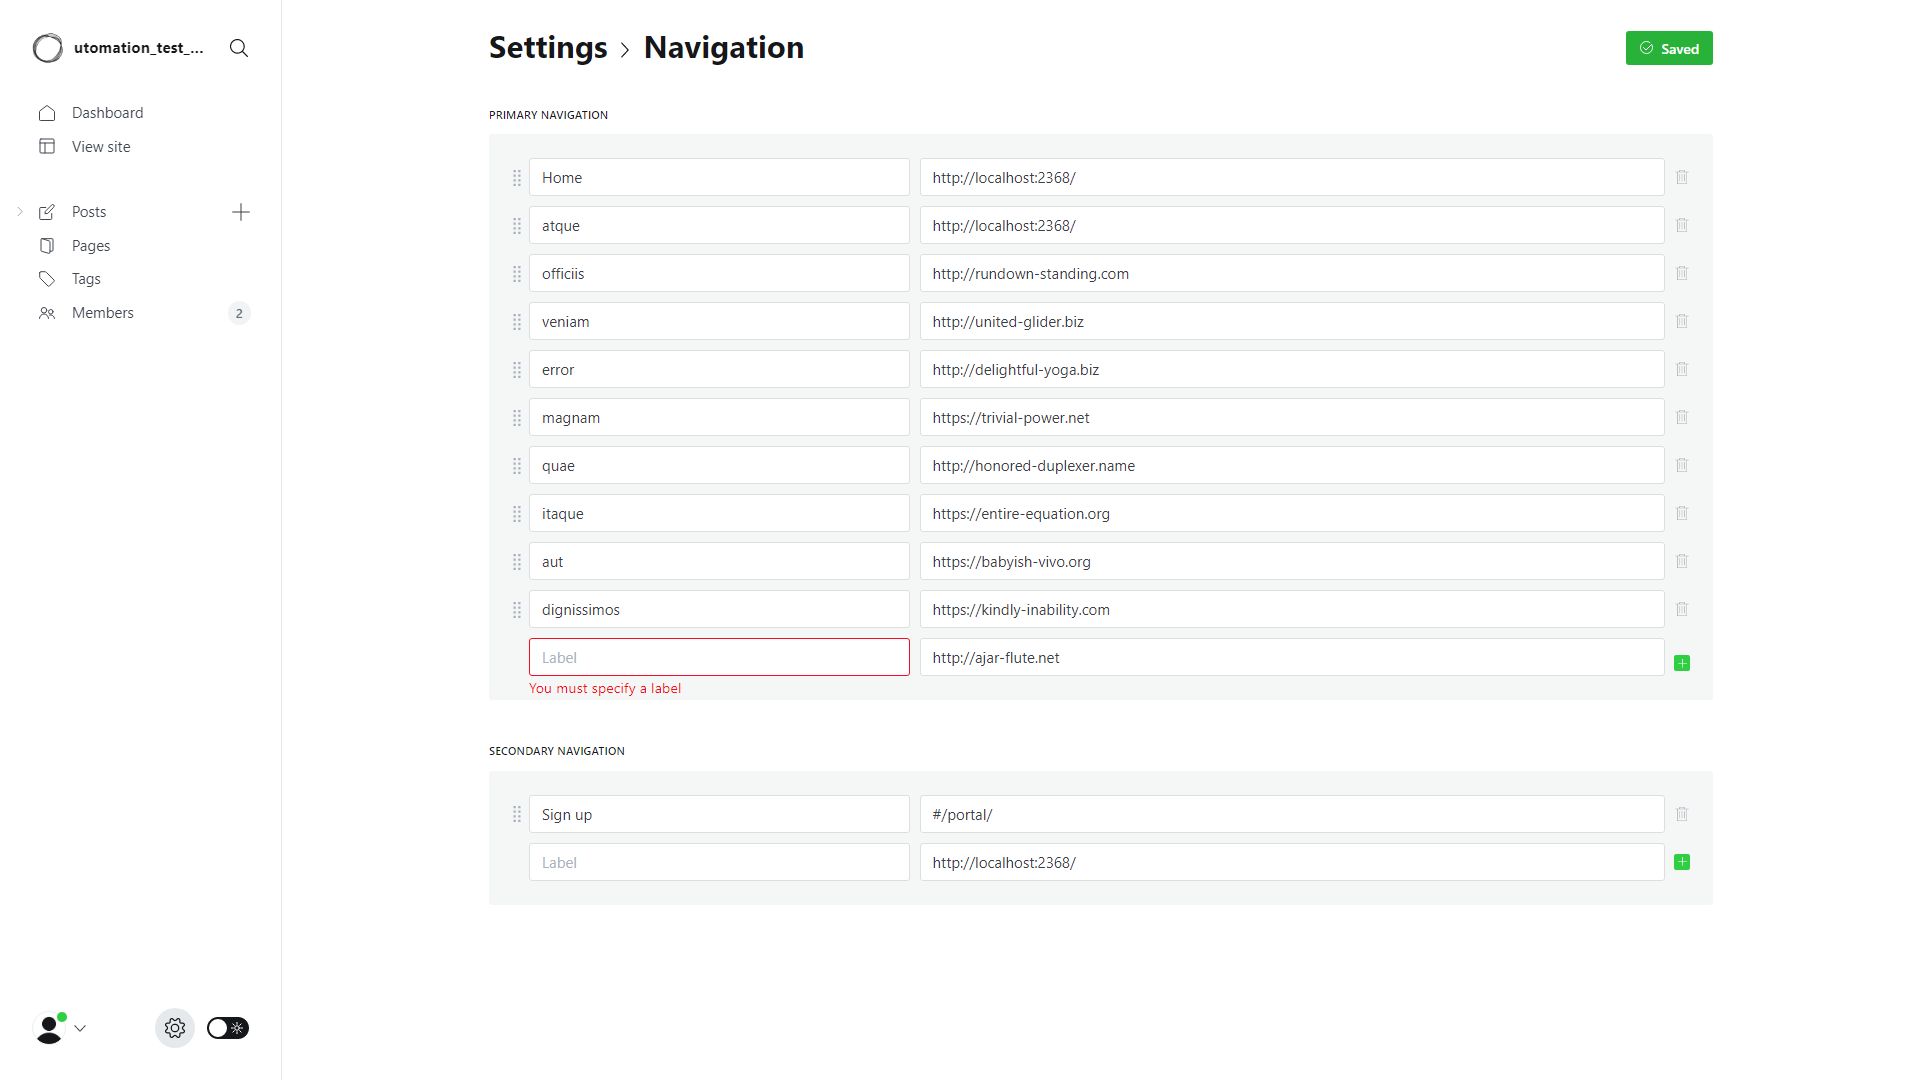 utomation_test_...
Dashboard
View site
Posts
Pages
Tags
Members 2
Settings › Navigation
Saved
PRIMARY NAVIGATION
Home http://localhost:2368/
atque http://localhost:2368/
officiis http://rundown-standing.com
veniam http://united-glider.biz
error http://delightful-yoga.biz
magnam https://trivial-power.net
quae http://honored-duplexer.name
itaque https://entire-equation.org
aut https://babyish-vivo.org
dignissimos https://kindly-inability.com
Label http://ajar-flute.net
You must specify a label
SECONDARY NAVIGATION
Sign up #/portal/
Label http://localhost:2368/